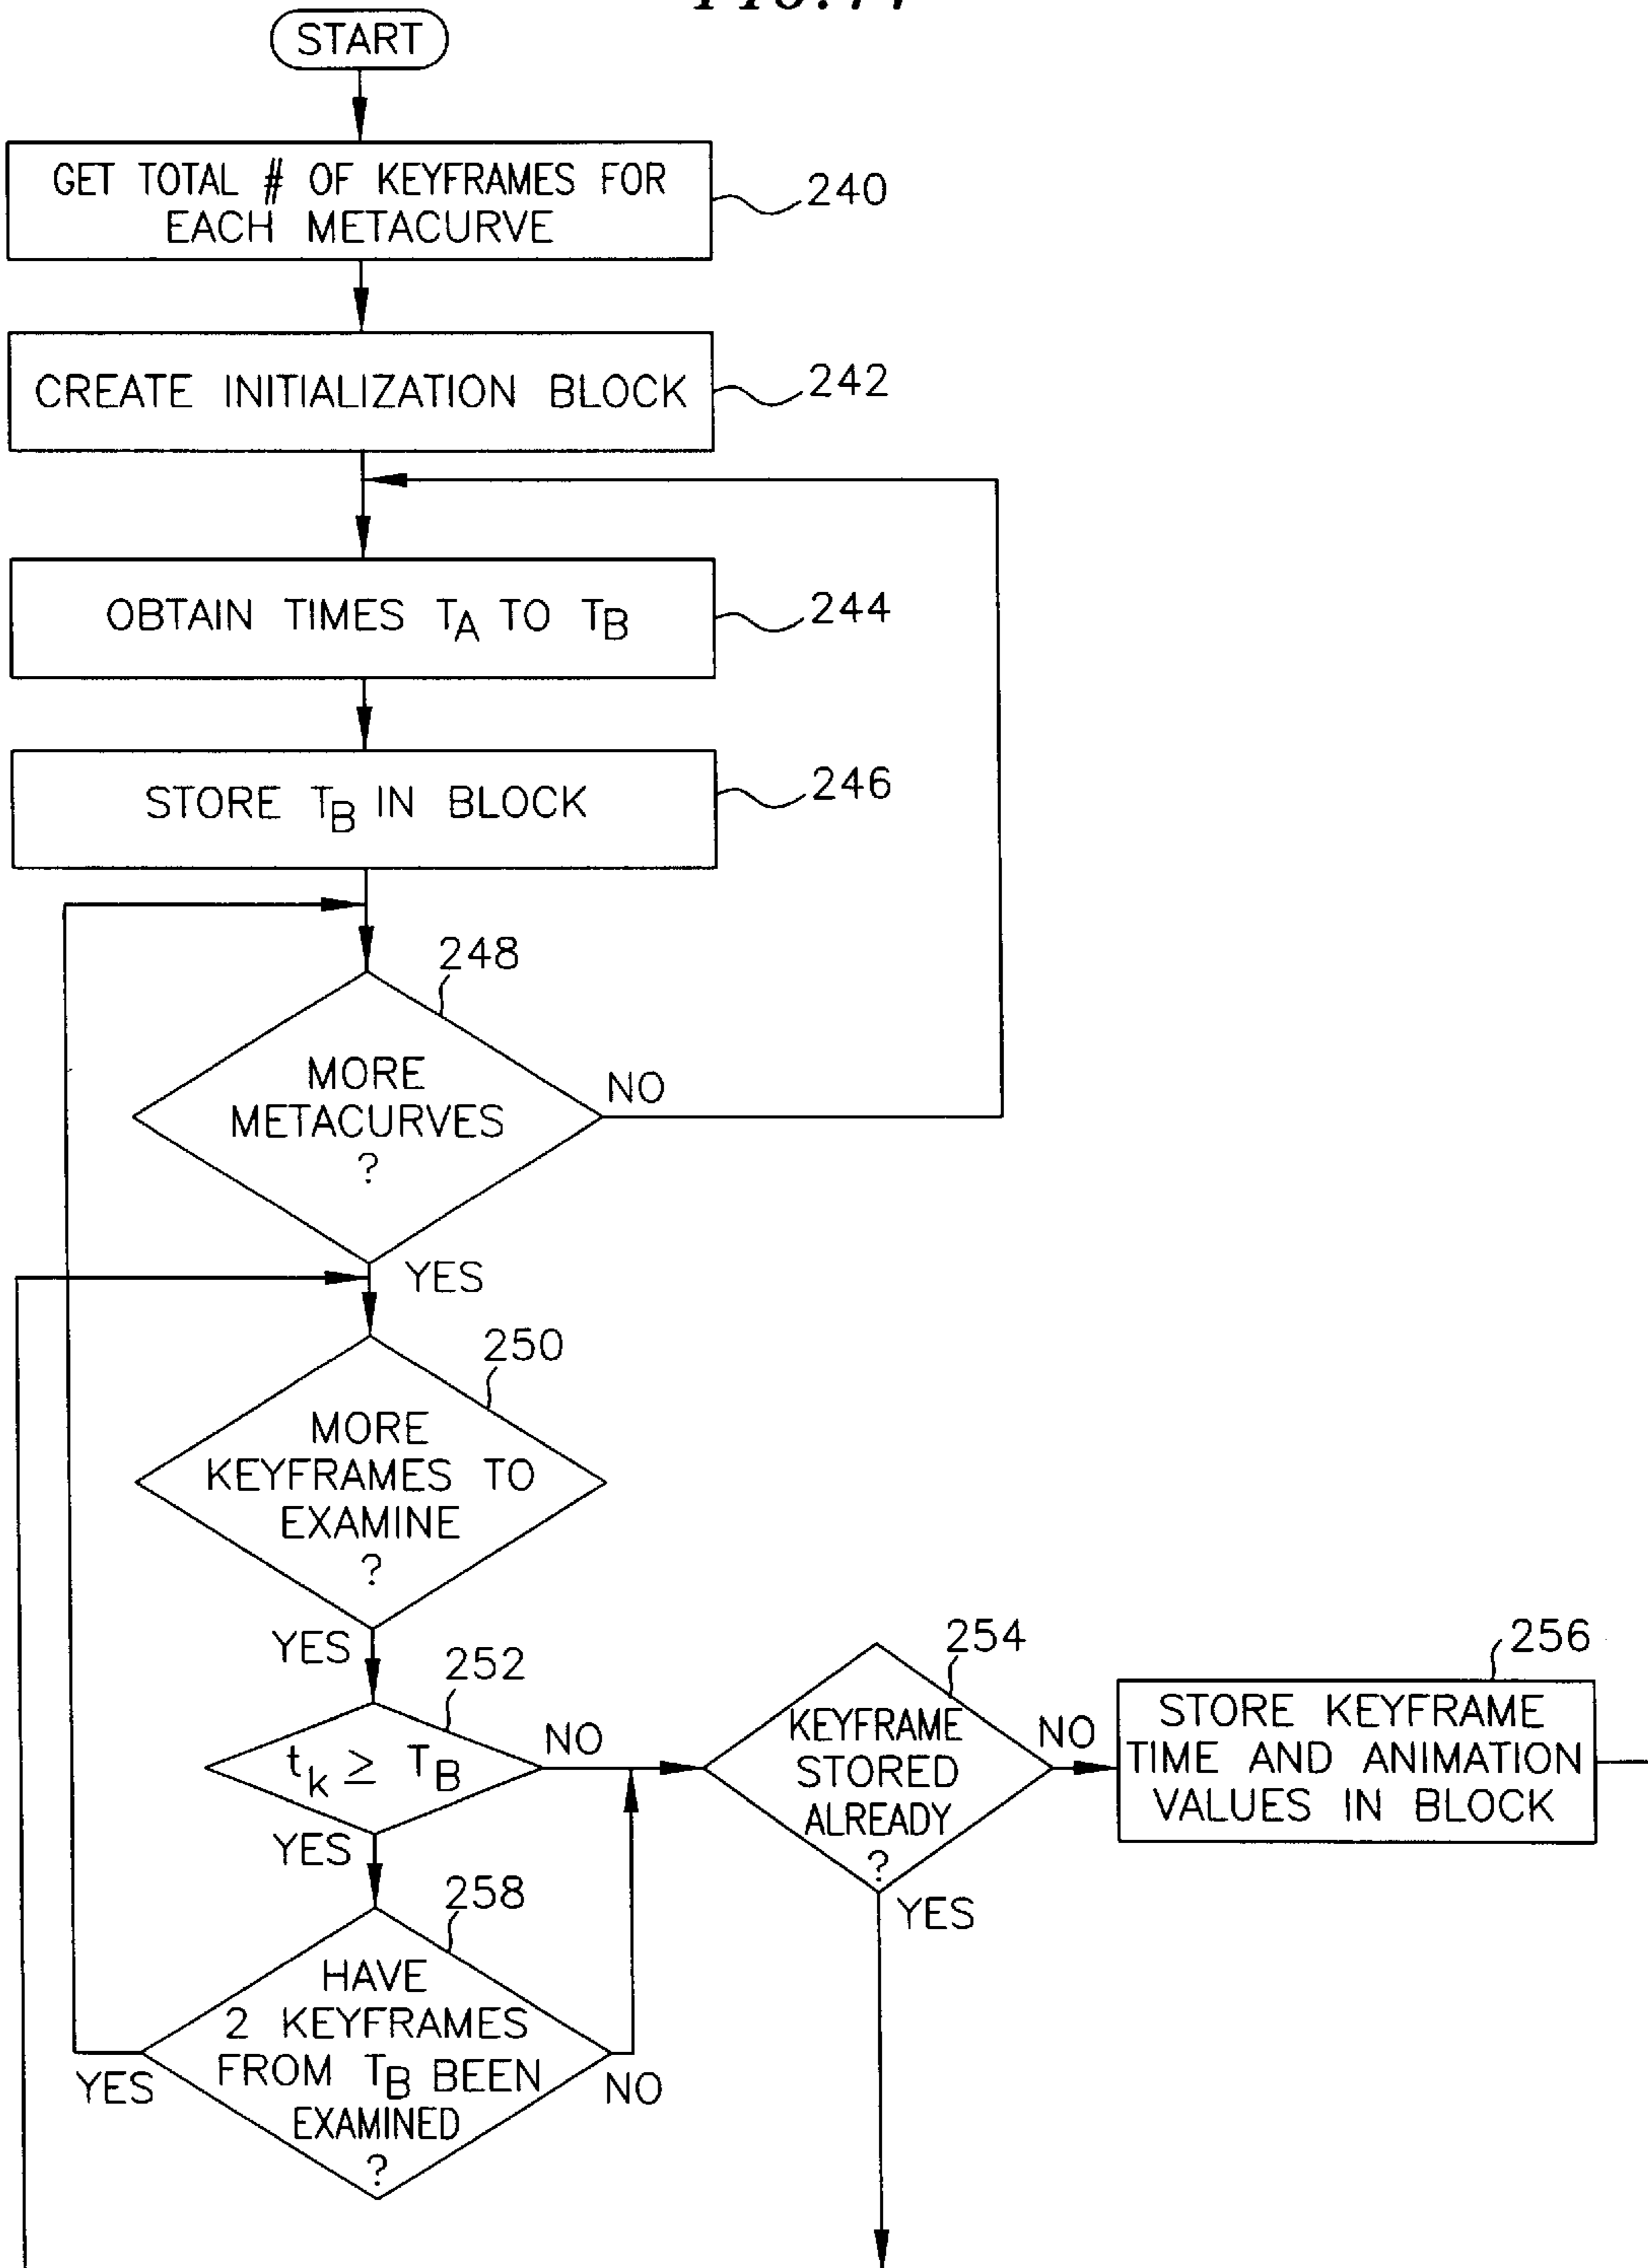 START
GET TOTAL # OF KEYFRAMES FOR
EACH METACURVE
240
CREATE INITIALIZATION BLOCK
242
OBTAIN TIMES TA TO TB
244
STORE TB IN BLOCK
246
248
MORE
METACURVES
?
NO
YES
250
MORE
KEYFRAMES TO
EXAMINE
?
YES
252
tk ≥ TB
NO
YES
254
KEYFRAME
STORED
ALREADY
?
NO
YES
256
STORE KEYFRAME
TIME AND ANIMATION
VALUES IN BLOCK
258
HAVE
2 KEYFRAMES
FROM TB BEEN
EXAMINED
?
YES
NO